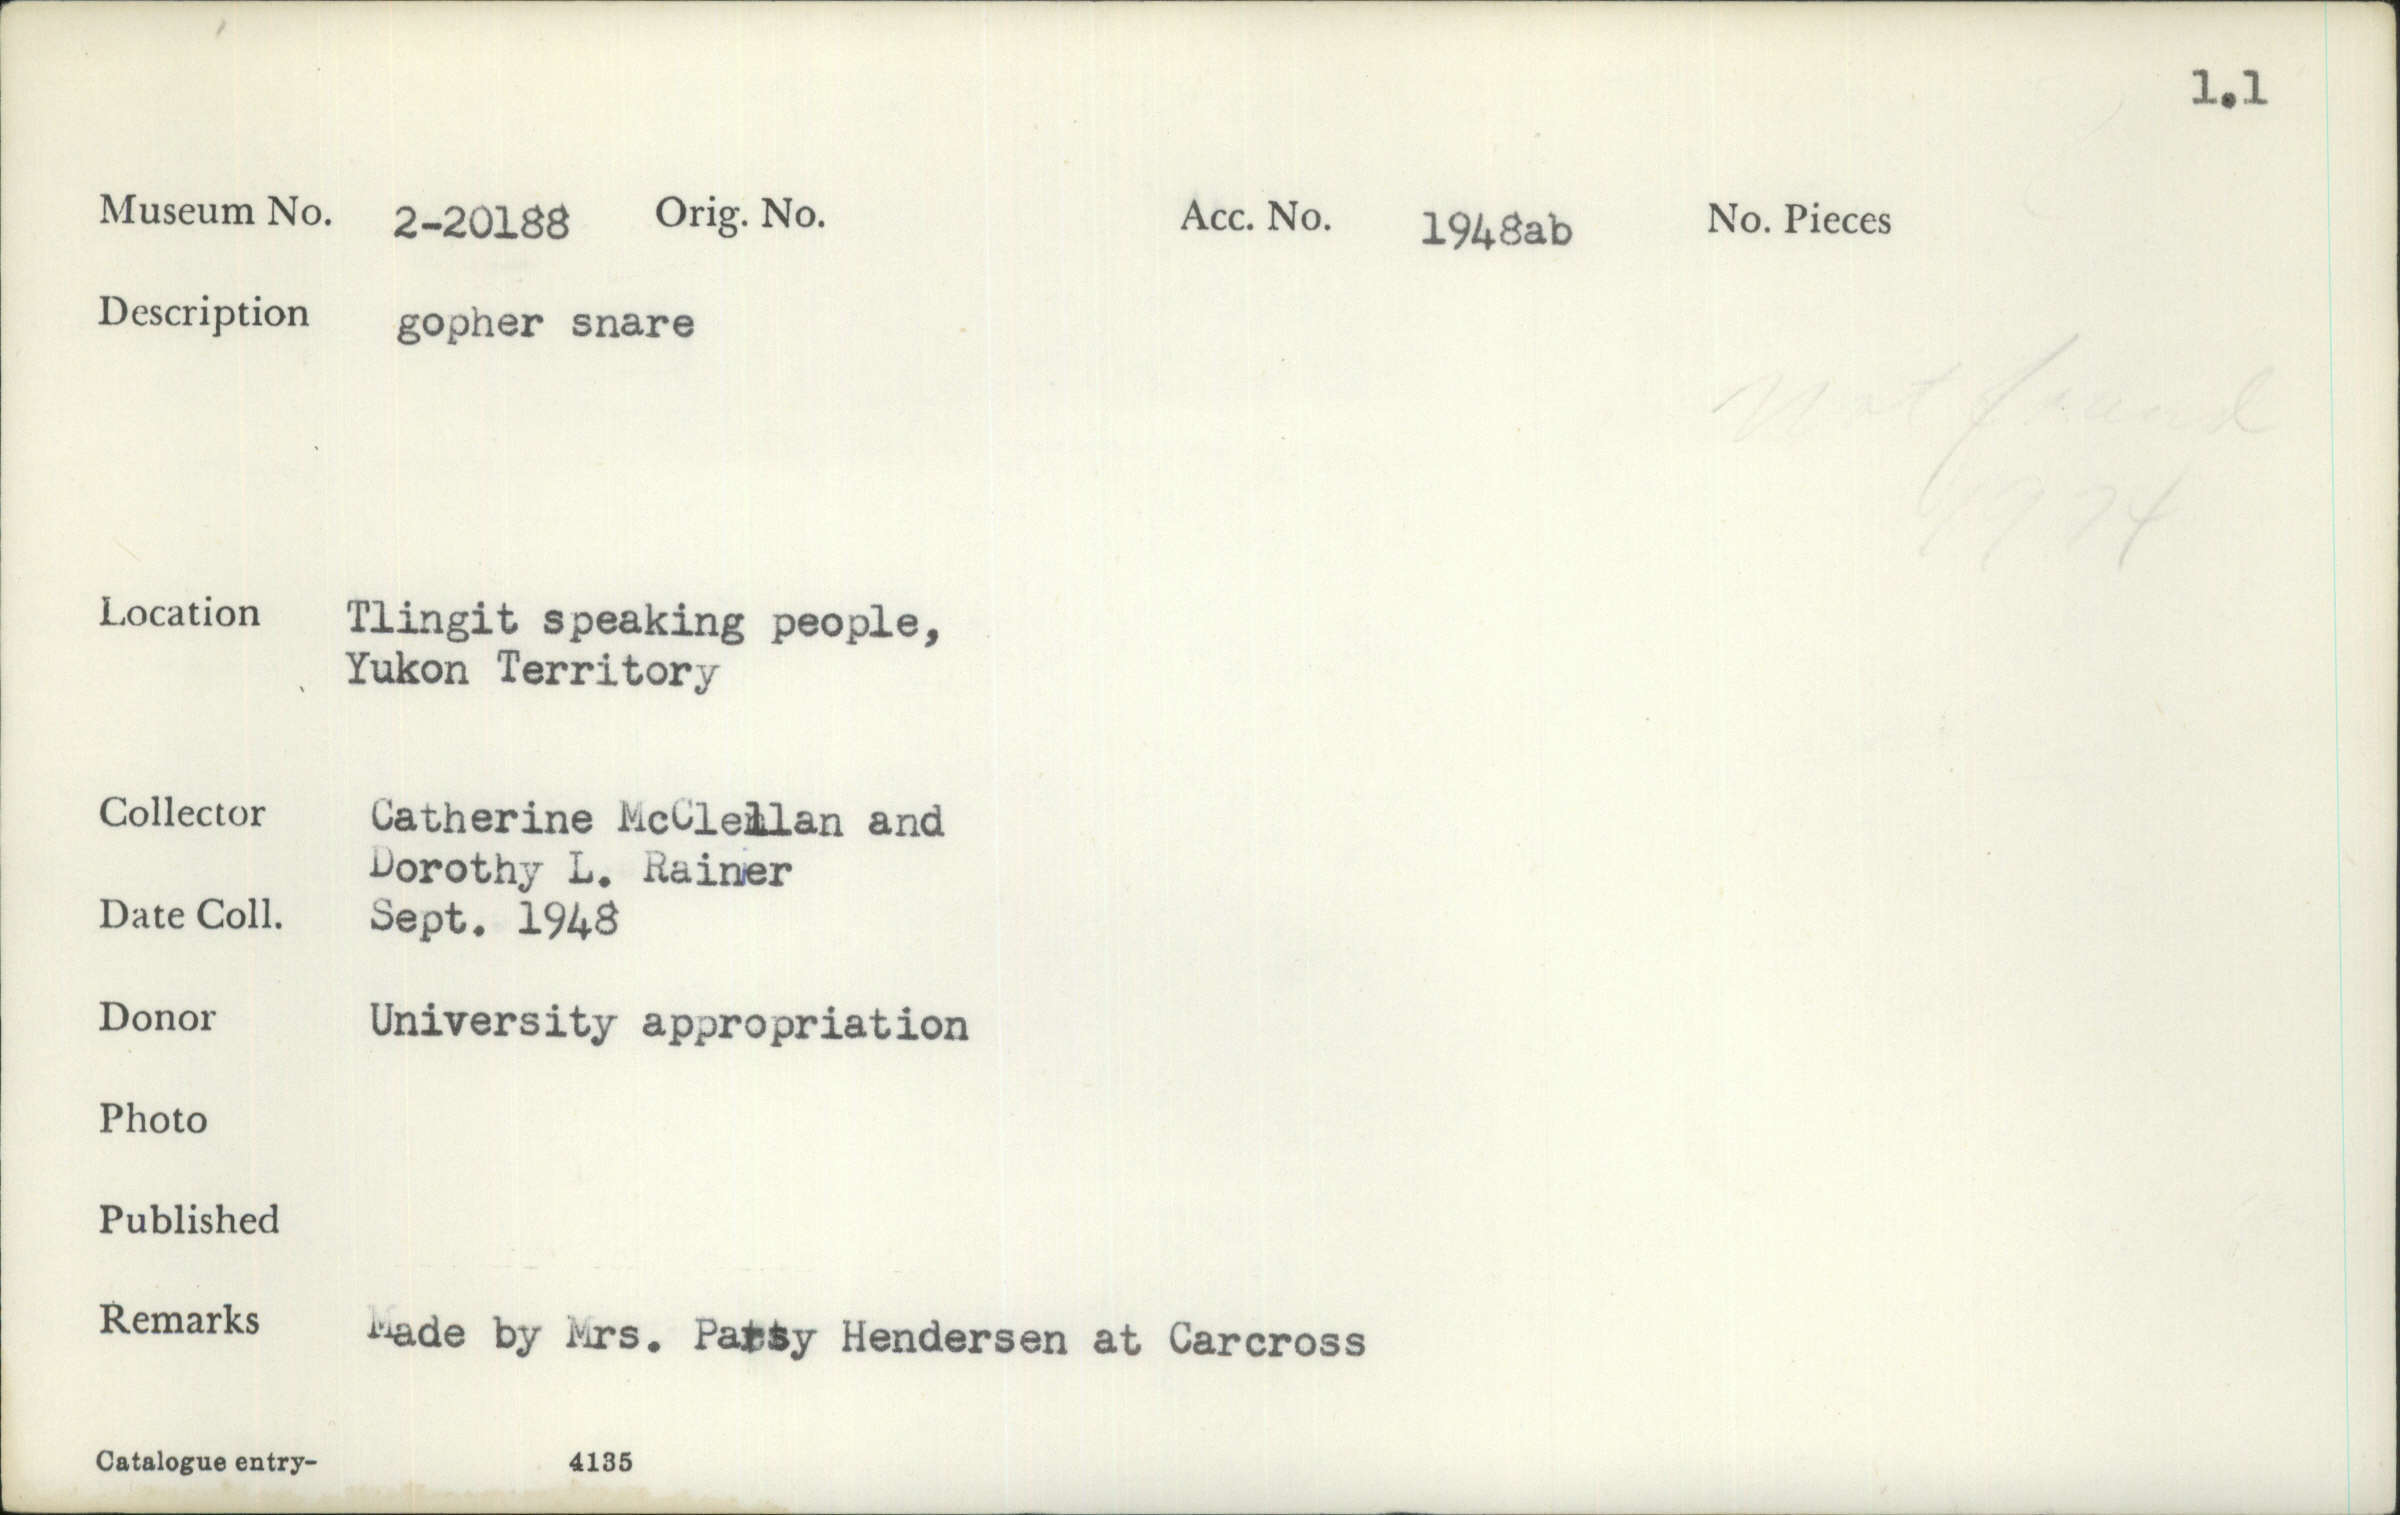 1.1
Museum No. 2-20188 Orig. No. Acc. No. 1948ab No. Pieces
Description gopher snare
Not found
1974
Location Tlingit speaking people,
Yukon Territory
Collector Catherine McClellan and
Dorothy L. Rainier
Date Coll. Sept. 1948
Donor University appropriation
Photo
Published
Remarks Made by Mrs. Patsy Hendersen at Carcross
Catalogue entry- 4135